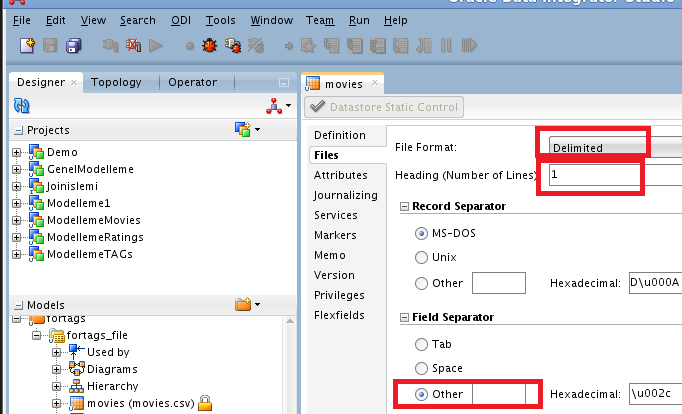 Oracle Data Integrator Studio
File Edit View Search ODI Tools Window Team Run Help
Designer Topology Operator
Projects
Demo
GenelModelleme
Joinislemi
Modelleme1
ModellemeMovies
ModellemeRatings
ModellemeTAGs
Models
fortags
fortags_file
Used by
Diagrams
Hierarchy
movies (movies.csv)
movies
Datastore Static Control
Definition
Files
Attributes
Journalizing
Services
Markers
Memo
Version
Privileges
Flexfields
File Format: Delimited
Heading (Number of Lines) 1
Record Separator
MS-DOS
Unix
Other Hexadecimal: D\u000A
Field Separator
Tab
Space
Other Hexadecimal: \u002c